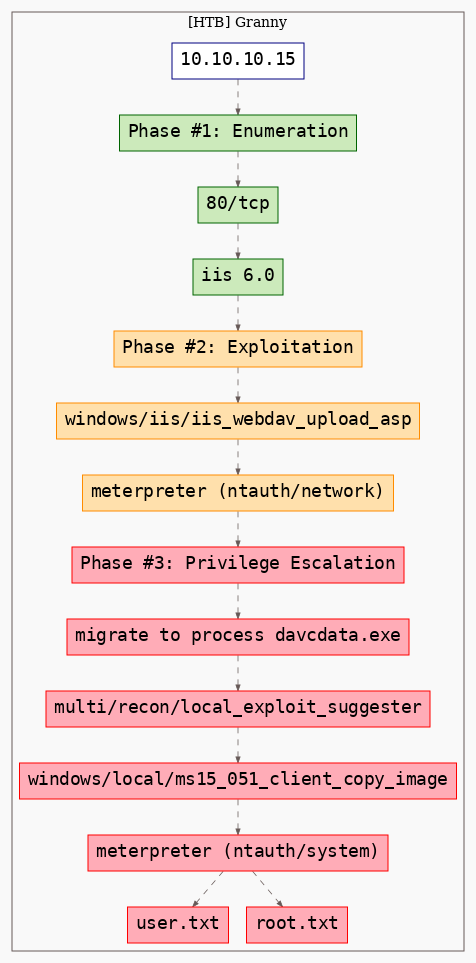 [HTB] Granny
10.10.10.15
Phase #1: Enumeration
80/tcp
iis 6.0
Phase #2: Exploitation
windows/iis/iis_webdav_upload_asp
meterpreter (ntauth/network)
Phase #3: Privilege Escalation
migrate to process davcdata.exe
multi/recon/local_exploit_suggester
windows/local/ms15_051_client_copy_image
meterpreter (ntauth/system)
user.txt
root.txt